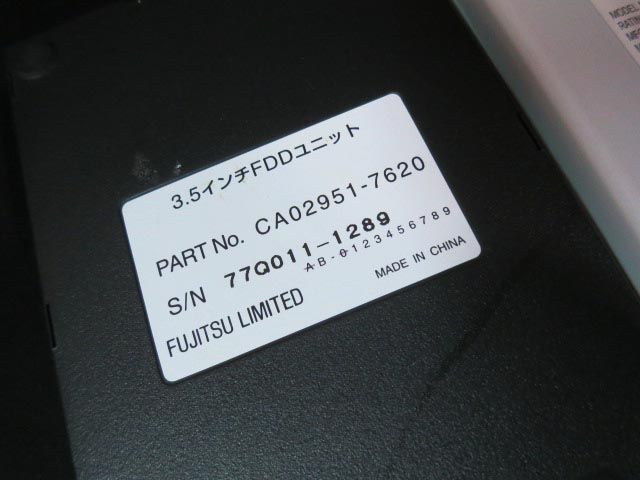 3.5インチFDDユニット
PART No. CA02951-7620
S/N 77Q011-1289
AB-0123456789
FUJITSU LIMITED
MADE IN CHINA
MODEL